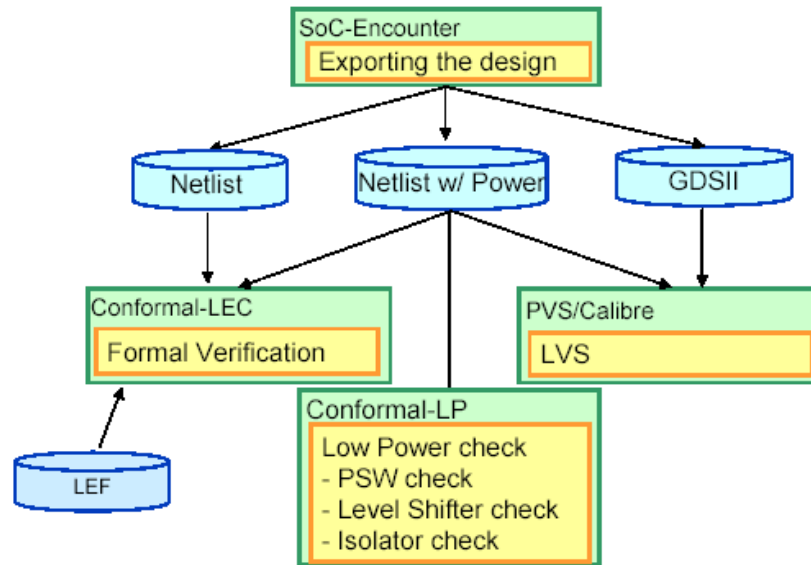 SoC-Encounter
Exporting the design
Netlist
Netlist w/ Power
GDSII
Conformal-LEC
Formal Verification
PVS/Calibre
LVS
Conformal-LP
Low Power check
- PSW check
- Level Shifter check
- Isolator check
LEF